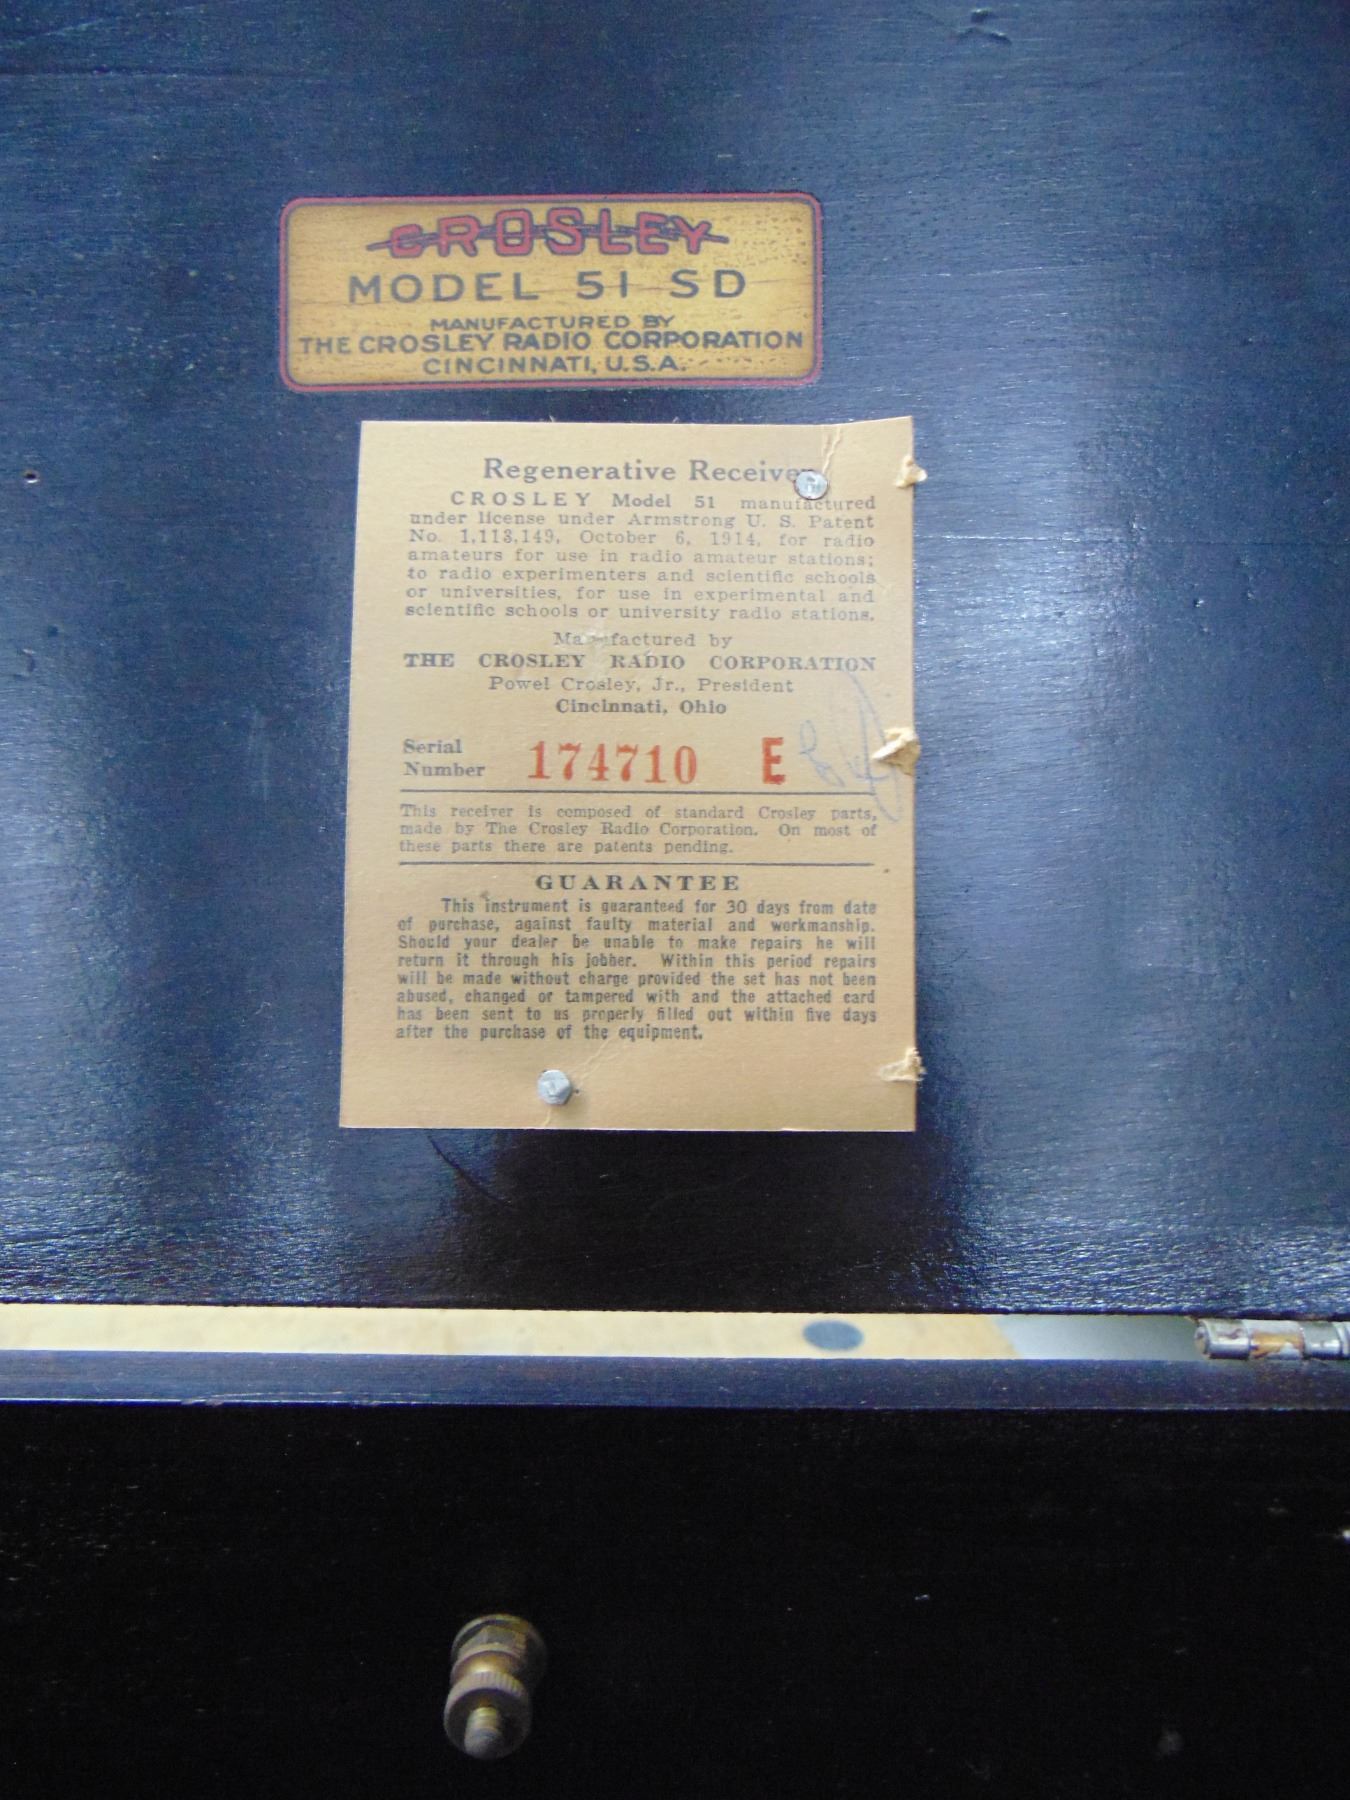 CROSLEY
MODEL 51 SD
MANUFACTURED BY
THE CROSLEY RADIO CORPORATION
CINCINNATI, U.S.A.
Regenerative Receiver
CROSLEY Model 51 manufactured
under license under Armstrong U. S. Patent
No. 1,113,149, October 6, 1914, for radio
amateurs for use in radio amateur stations;
to radio experimenters and scientific schools
or universities, for use in experimental and
scientific schools or university radio stations.
Manufactured by
THE CROSLEY RADIO CORPORATION
Powel Crosley, Jr., President
Cincinnati, Ohio
Serial
Number 174710 E
This receiver is composed of standard Crosley parts,
made by The Crosley Radio Corporation. On most of
these parts there are patents pending.
GUARANTEE
This instrument is guaranteed for 30 days from date
of purchase, against faulty material and workmanship.
Should your dealer be unable to make repairs he will
return it through his jobber. Within this period repairs
will be made without charge provided the set has not been
abused, changed or tampered with and the attached card
has been sent to us properly filled out within five days
after the purchase of the equipment.